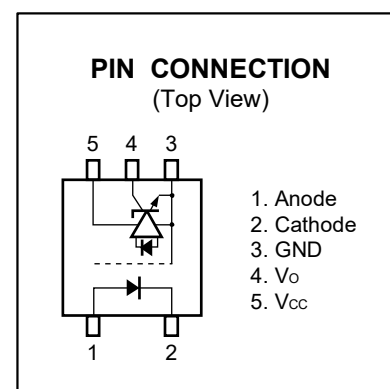 PIN CONNECTION
(Top View)
5 4 3
1. Anode
2. Cathode
3. GND
4. VO
5. VCC
1 2